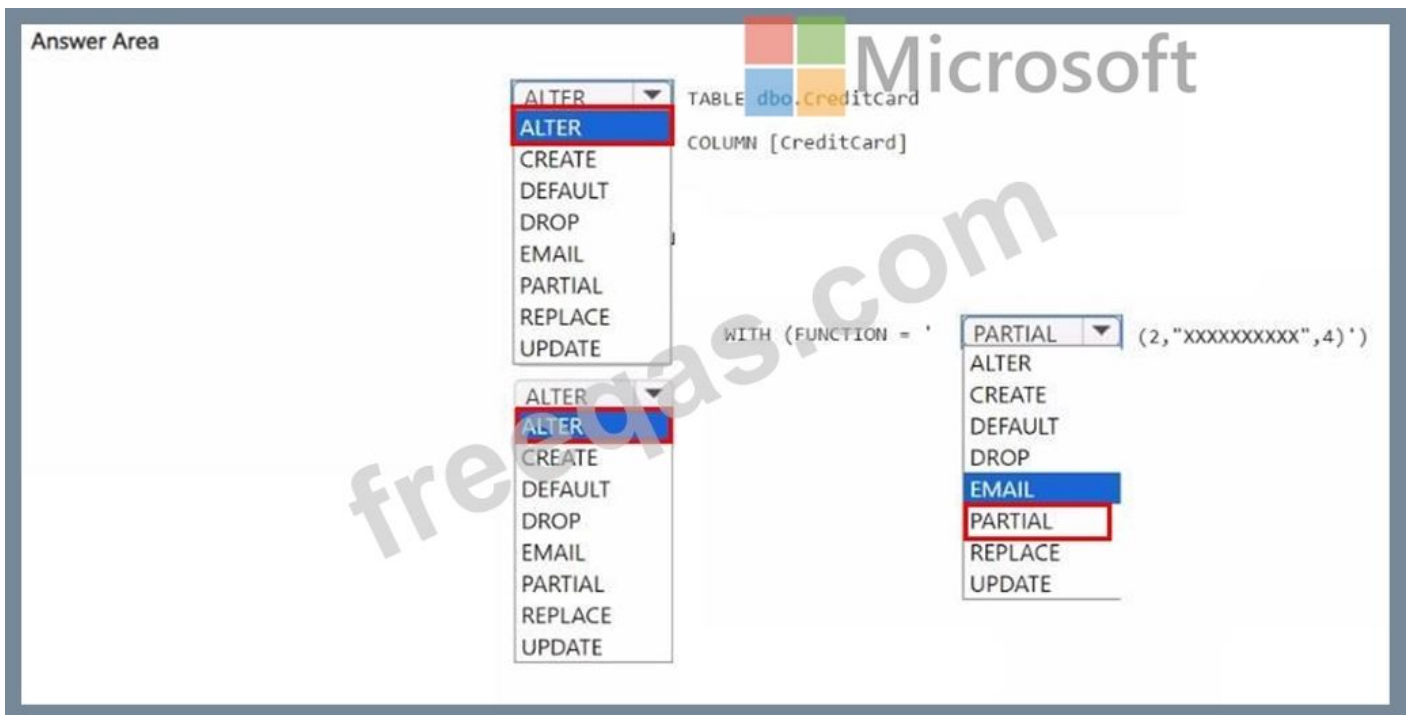 Answer Area
Microsoft
ALTER TABLE dbo.CreditCard
ALTER
COLUMN [CreditCard]
CREATE
DEFAULT
DROP
EMAIL
PARTIAL
REPLACE
UPDATE
WITH (FUNCTION = ' PARTIAL (2,"XXXXXXXXXX",4)')
ALTER
CREATE
DEFAULT
DROP
EMAIL
PARTIAL
REPLACE
UPDATE
ALTER
ALTER
CREATE
DEFAULT
DROP
EMAIL
PARTIAL
REPLACE
UPDATE
freeqas.com